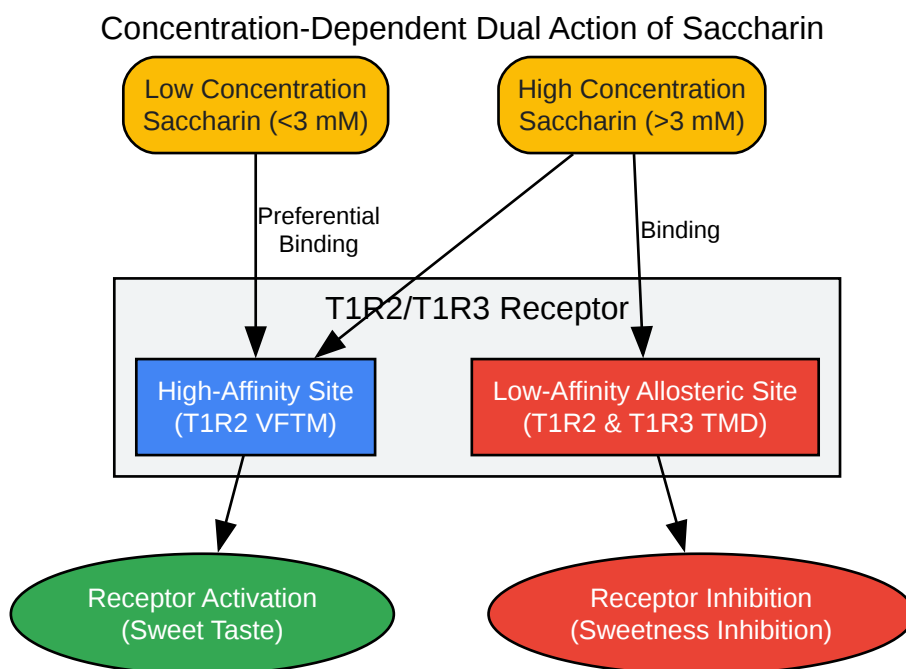 Concentration-Dependent Dual Action of Saccharin
Low Concentration
Saccharin (<3 mM)
High Concentration
Saccharin (>3 mM)
Preferential
Binding
Binding
T1R2/T1R3 Receptor
High-Affinity Site
(T1R2 VFTM)
Low-Affinity Allosteric Site
(T1R2 & T1R3 TMD)
Receptor Activation
(Sweet Taste)
Receptor Inhibition
(Sweetness Inhibition)